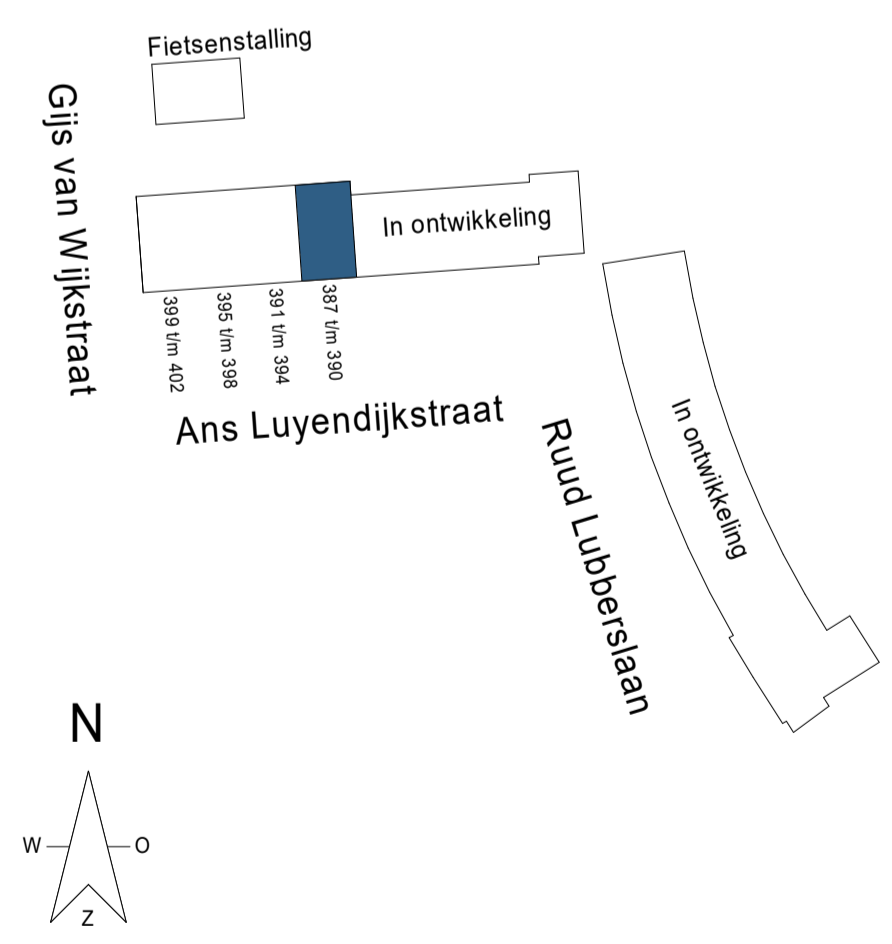 Fietsenstalling
Gijs van Wijkstraat
In ontwikkeling
399 t/m 402
395 t/m 398
391 t/m 394
387 t/m 390
Ans Luyendijkstraat
Ruud Lubberslaan
In ontwikkeling
N
W
O
Z